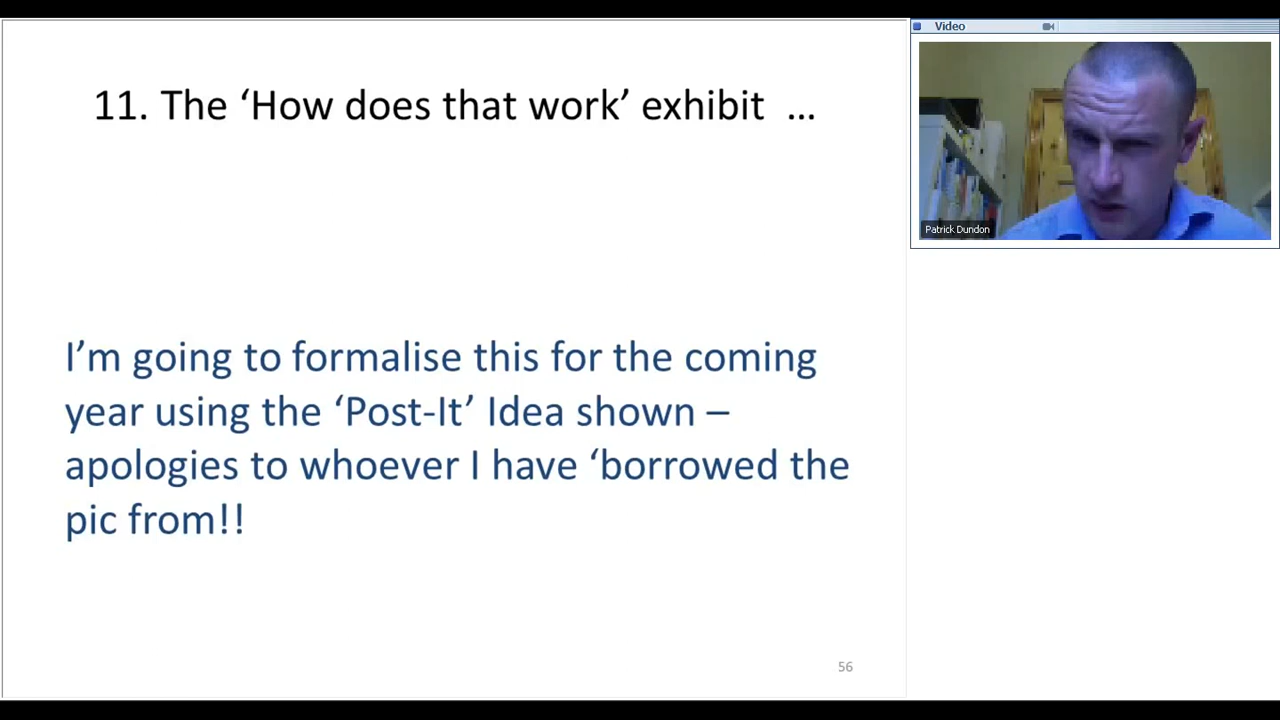 11. The ‘How does that work’ exhibit ...
I’m going to formalise this for the coming
year using the ‘Post-It’ Idea shown –
apologies to whoever I have ‘borrowed the
pic from!!
56
Video
Patrick Dundon